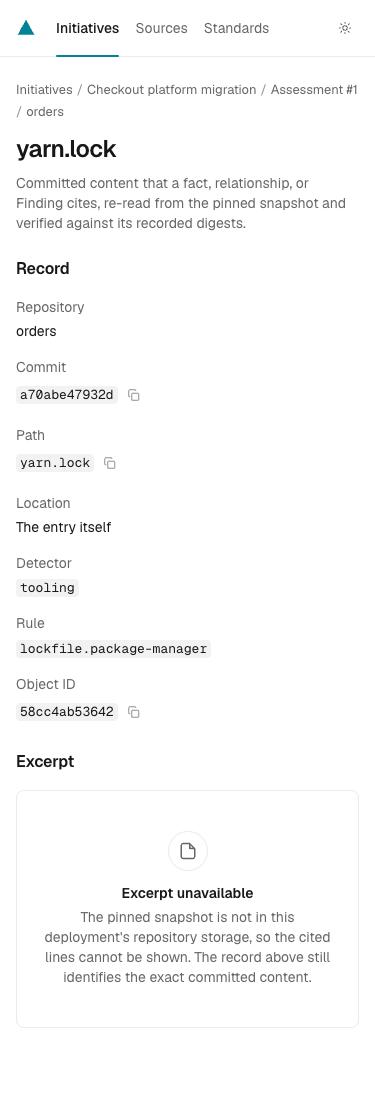 Initiatives Sources Standards
Initiatives / Checkout platform migration / Assessment #1
/ orders
yarn.lock
Committed content that a fact, relationship, or
Finding cites, re-read from the pinned snapshot and
verified against its recorded digests.
Record
Repository
orders
Commit
a70abe47932d
Path
yarn.lock
Location
The entry itself
Detector
tooling
Rule
lockfile.package-manager
Object ID
58cc4ab53642
Excerpt
Excerpt unavailable
The pinned snapshot is not in this
deployment's repository storage, so the cited
lines cannot be shown. The record above still
identifies the exact committed content.